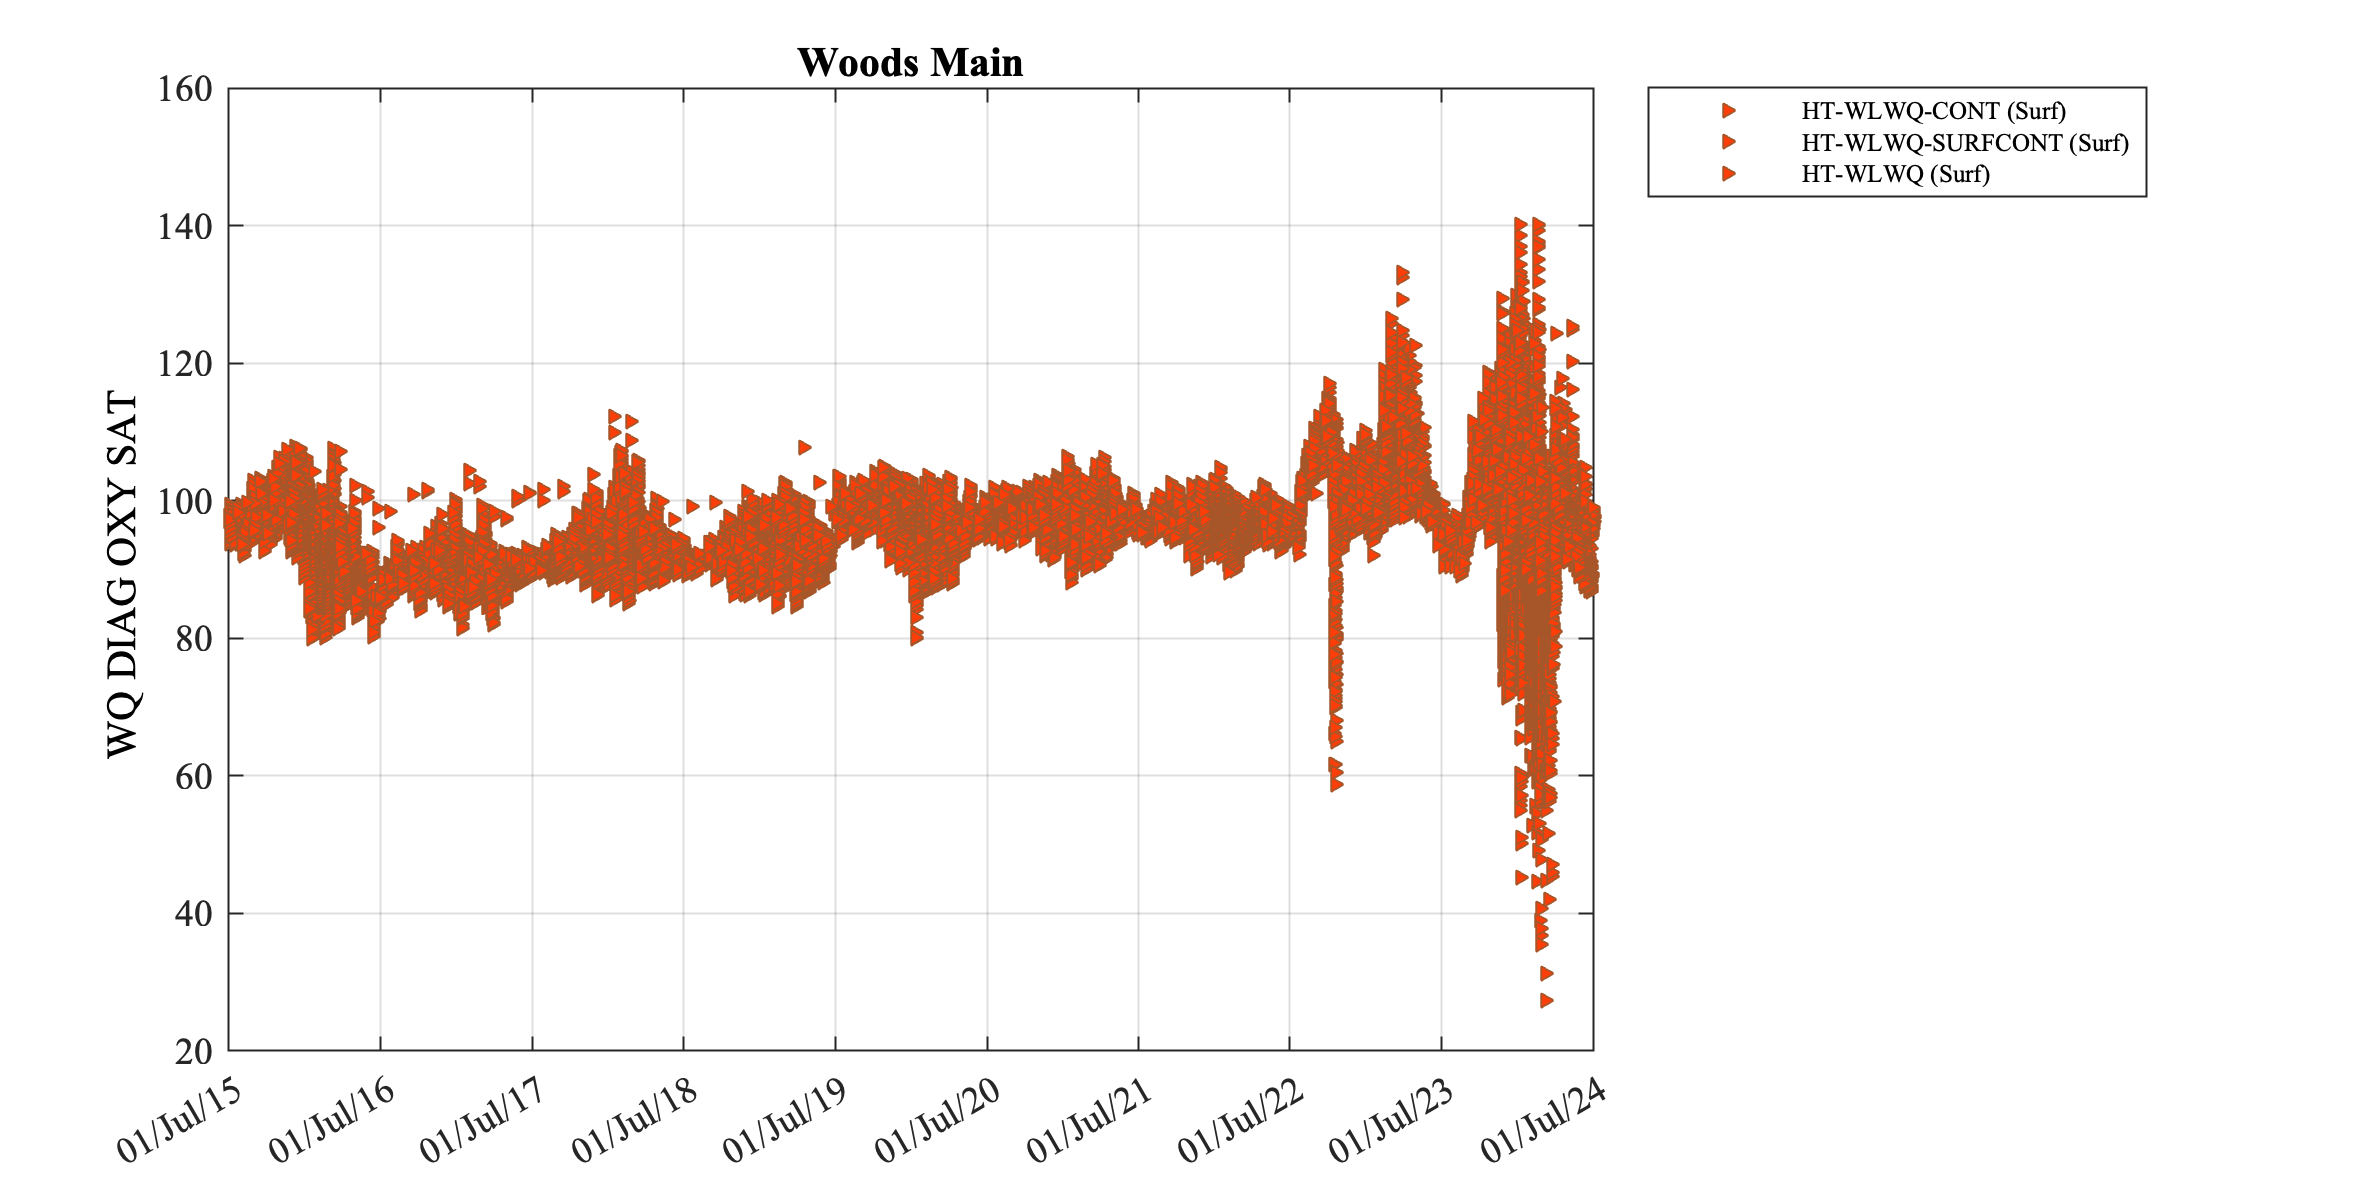 Woods Main
WQ DIAG OXY SAT
160
140
120
100
80
60
40
20
01/Jul/15
01/Jul/16
01/Jul/17
01/Jul/18
01/Jul/19
01/Jul/20
01/Jul/21
01/Jul/22
01/Jul/23
01/Jul/24
HT-WLWQ-CONT (Surf)
HT-WLWQ-SURFCONT (Surf)
HT-WLWQ (Surf)